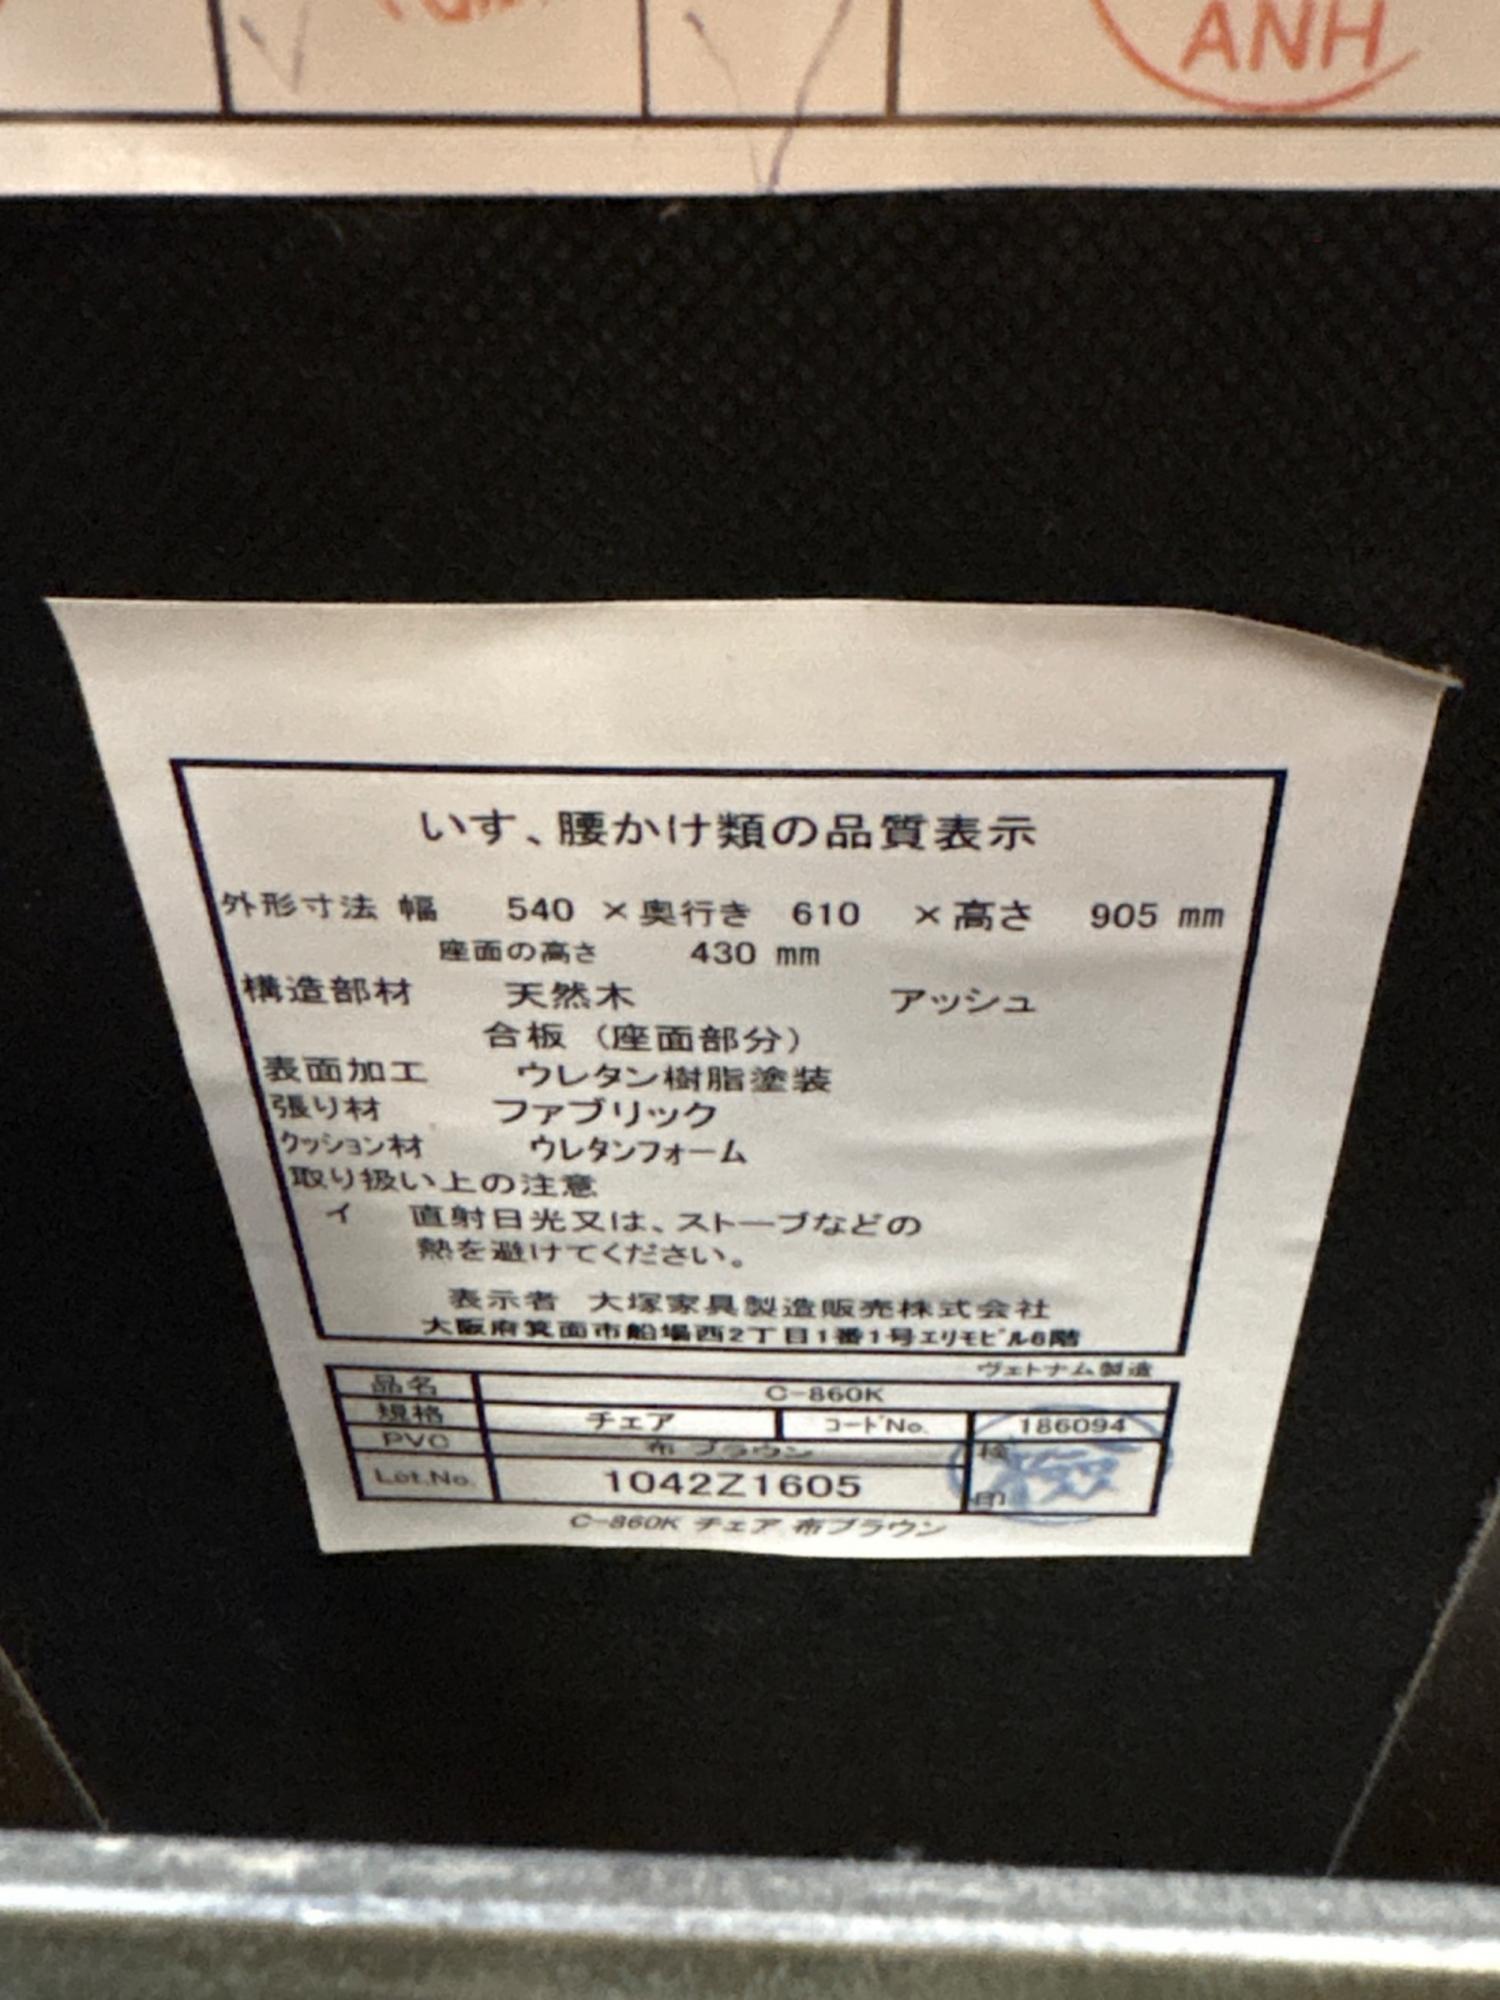 ANH
いす、腰かけ類の品質表示
外形寸法 幅 540 ×奥行き 610 ×高さ 905 mm
座面の高さ 430 mm
構造部材 天然木 アッシュ
合板（座面部分）
表面加工 ウレタン樹脂塗装
張り材 ファブリック
クッション材 ウレタンフォーム
取り扱い上の注意
イ 直射日光又は、ストーブなどの
熱を避けてください。
表示者 大塚家具製造販売株式会社
大阪府箕面市船場西2丁目1番1号エリモビル6階
ヴェトナム製造
品名 C-860K
規格 チェア コードNo. 186094
PVC 布 ブラウン 検
Lot.No. 1042Z1605 印
C-860K チェア 布ブラウン